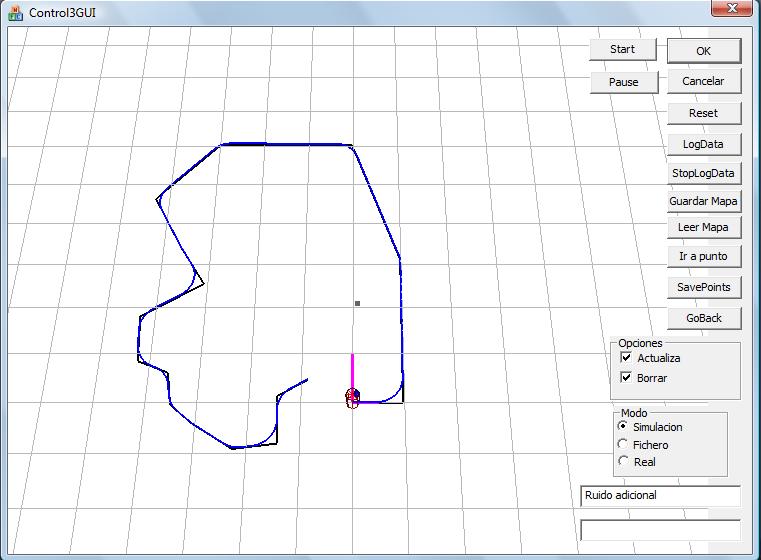 Control3GUI
Start
OK
Pause
Cancelar
Reset
LogData
StopLogData
Guardar Mapa
Leer Mapa
Ir a punto
SavePoints
GoBack
Opciones
Actualiza
Borrar
Modo
Simulacion
Fichero
Real
Ruido adicional